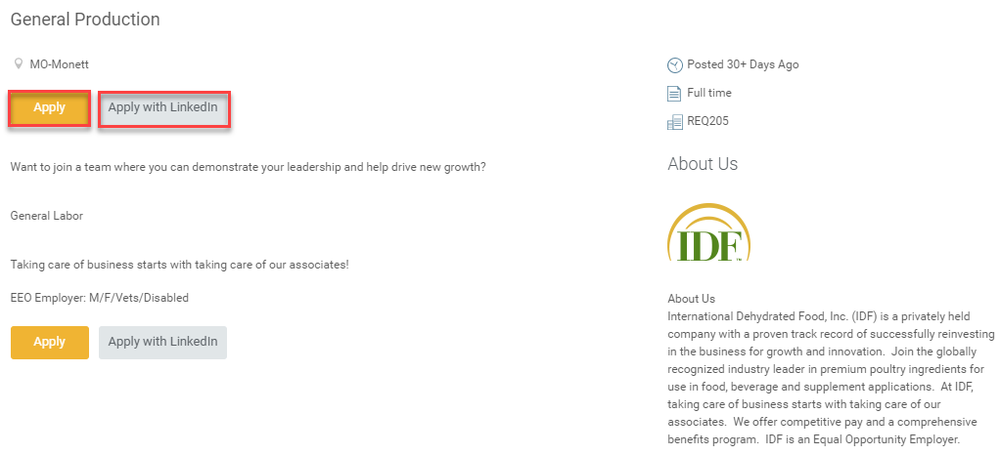 General Production
MO-Monett
Apply
Apply with LinkedIn
Want to join a team where you can demonstrate your leadership and help drive new growth?
General Labor
Taking care of business starts with taking care of our associates!
EEO Employer: M/F/Vets/Disabled
Apply
Apply with LinkedIn
Posted 30+ Days Ago
Full time
REQ205
About Us
IDF™
About Us
International Dehydrated Food, Inc. (IDF) is a privately held
company with a proven track record of successfully reinvesting
in the business for growth and innovation.  Join the globally
recognized industry leader in premium poultry ingredients for
use in food, beverage and supplement applications.  At IDF,
taking care of business starts with taking care of our
associates.  We offer competitive pay and a comprehensive
benefits program.  IDF is an Equal Opportunity Employer.